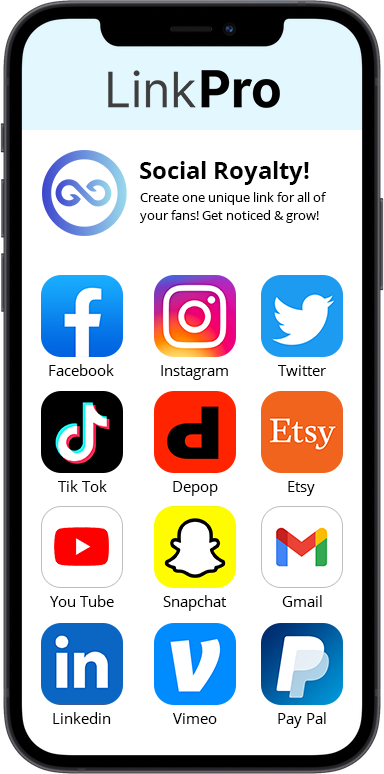 LinkPro
Social Royalty!
Create one unique link for all of
your fans! Get noticed & grow!
Facebook
Instagram
Twitter
Etsy
Tik Tok
Depop
Etsy
You Tube
Snapchat
Gmail
in
Linkedin
Vimeo
Pay Pal